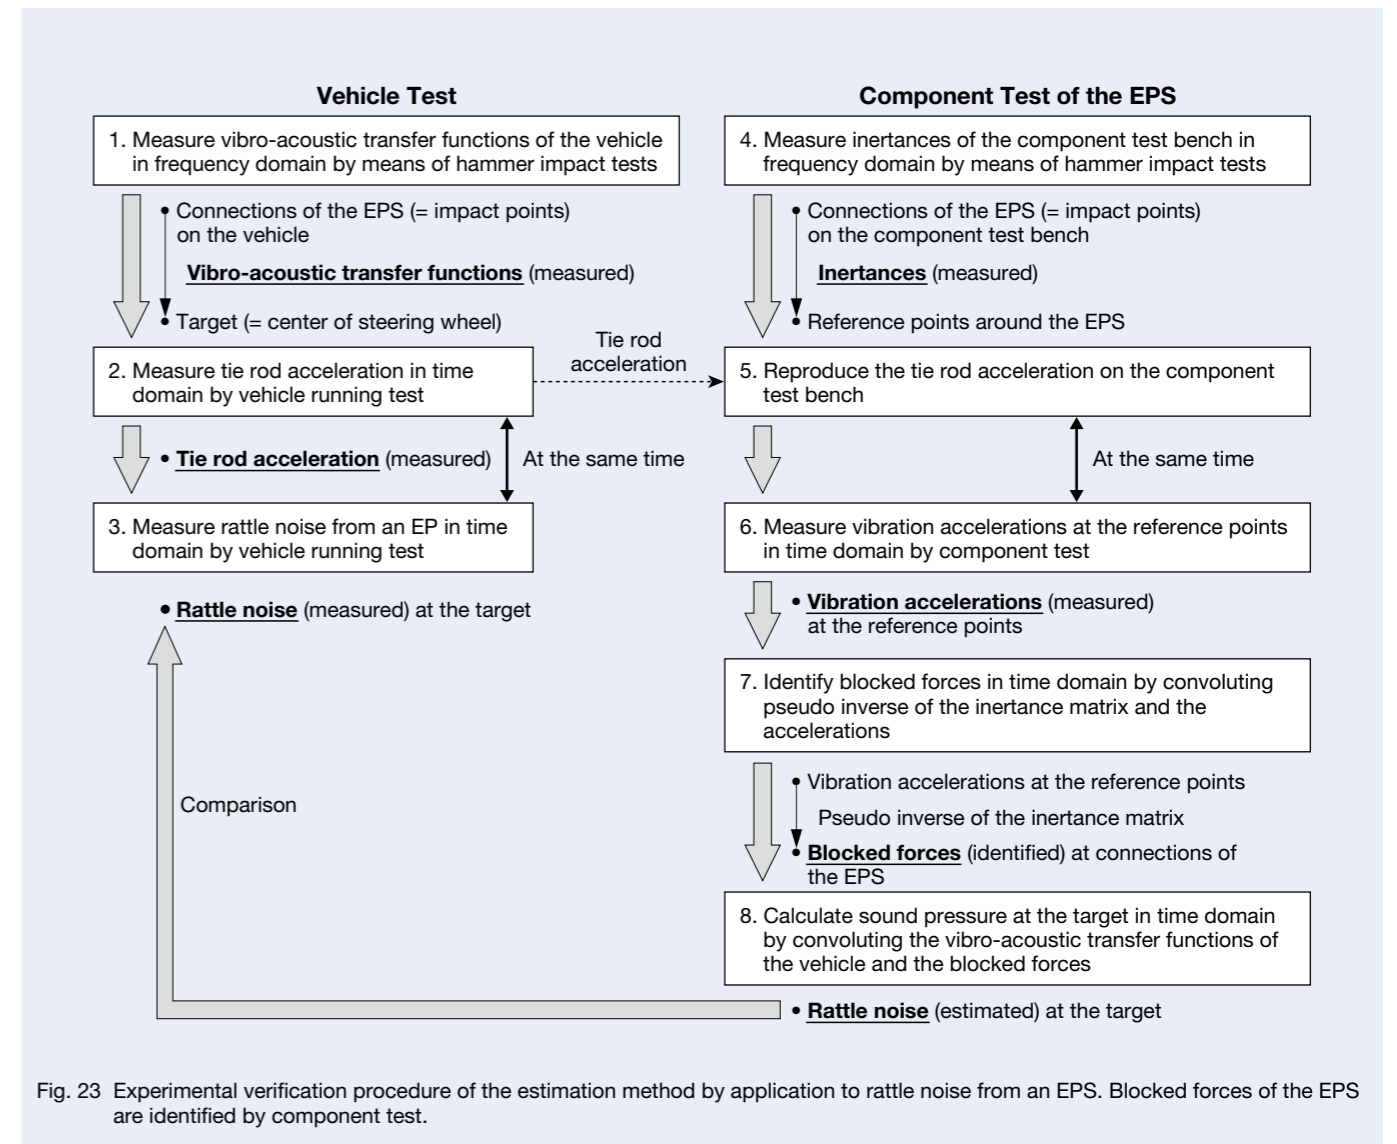 Vehicle Test
1. Measure vibro-acoustic transfer functions of the vehicle
in frequency domain by means of hammer impact tests
• Connections of the EPS (= impact points)
on the vehicle
Vibro-acoustic transfer functions (measured)
• Target (= center of steering wheel)
2. Measure tie rod acceleration in time
domain by vehicle running test
Tie rod
acceleration
• Tie rod acceleration (measured)
At the same time
3. Measure rattle noise from an EP in time
domain by vehicle running test
• Rattle noise (measured) at the target
Comparison
Component Test of the EPS
4. Measure inertances of the component test bench in
frequency domain by means of hammer impact tests
• Connections of the EPS (= impact points)
on the component test bench
Inertances (measured)
• Reference points around the EPS
5. Reproduce the tie rod acceleration on the component
test bench
At the same time
6. Measure vibration accelerations at the reference points
in time domain by component test
• Vibration accelerations (measured)
at the reference points
7. Identify blocked forces in time domain by convoluting
pseudo inverse of the inertance matrix and the
accelerations
• Vibration accelerations at the reference points
Pseudo inverse of the inertance matrix
• Blocked forces (identified) at connections of
the EPS
8. Calculate sound pressure at the target in time domain
by convoluting the vibro-acoustic transfer functions of
the vehicle and the blocked forces
• Rattle noise (estimated) at the target
Fig. 23 Experimental verification procedure of the estimation method by application to rattle noise from an EPS. Blocked forces of the EPS
are identified by component test.